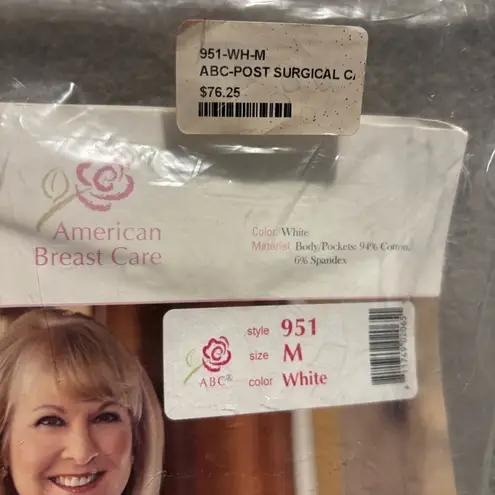 951-WH-M
ABC-POST SURGICAL
$76.25
American
Breast Care
Color: White
Material: Body/Pockets: 94% Cotton,
6% Spandex
style 951
size M
color White
ABC®